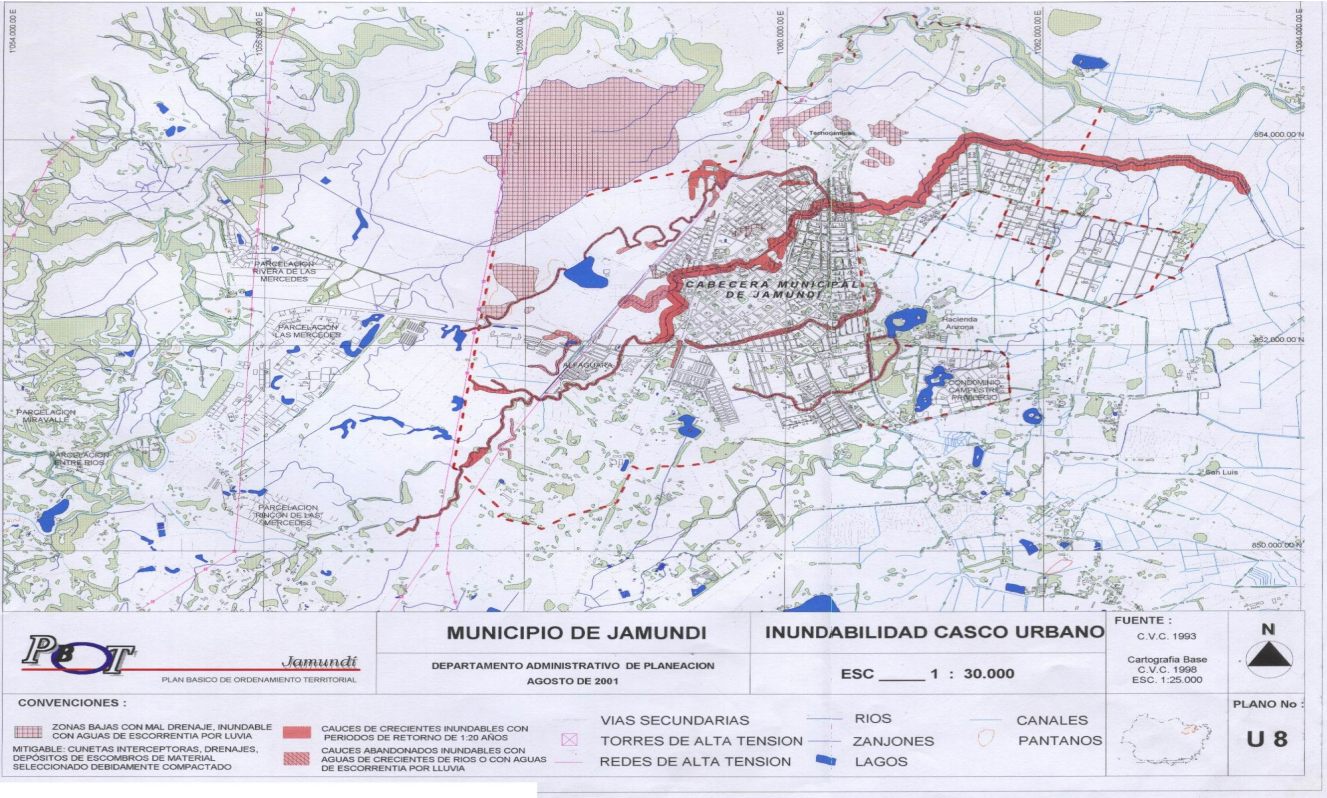 1'054.000.00 E
1'056.000.00 E
1'058.000.00 E
1'060.000.00 E
1'062.000.00 E
1'064.000.00 E
854.000.00 N
PARCELACION
RIVERA DE LAS
MERCEDES
CABECERA MUNICIPAL
DE JAMUNDI
PARCELACION
LAS MERCEDES
Hacienda
Arizona
852.000.00 N
ALFAGUARA
CONDOMINIO
CAMPESTRE
PRIVILEGIO
PARCELACION
MIRAVALLE
PARCELACION
ENTRE RIOS
San Luis
PARCELACION
RINCON DE LAS
MERCEDES
850.000.00 N
PBOT
Jamundí
PLAN BASICO DE ORDENAMIENTO TERRITORIAL
MUNICIPIO DE JAMUNDI
DEPARTAMENTO ADMINISTRATIVO DE PLANEACION
AGOSTO DE 2001
INUNDABILIDAD CASCO URBANO
ESC _____ 1 : 30.000
FUENTE :
C.V.C. 1993
Cartografia Base
C.V.C. 1998
ESC. 1:25.000
N
CONVENCIONES :
ZONAS BAJAS CON MAL DRENAJE, INUNDABLE
CON AGUAS DE ESCORRENTIA POR LUVIA
MITIGABLE: CUNETAS INTERCEPTORAS, DRENAJES,
DEPÓSITOS DE ESCOMBROS DE MATERIAL
SELECCIONADO DEBIDAMENTE COMPACTADO
CAUCES DE CRECIENTES INUNDABLES CON
PERIODOS DE RETORNO DE 1:20 AÑOS
CAUCES ABANDONADOS INUNDABLES CON
AGUAS DE CRECIENTES DE RIOS O CON AGUAS
DE ESCORRENTIA POR LLUVIA
VIAS SECUNDARIAS
TORRES DE ALTA TENSION
REDES DE ALTA TENSION
RIOS
ZANJONES
LAGOS
CANALES
PANTANOS
PLANO No :
U 8